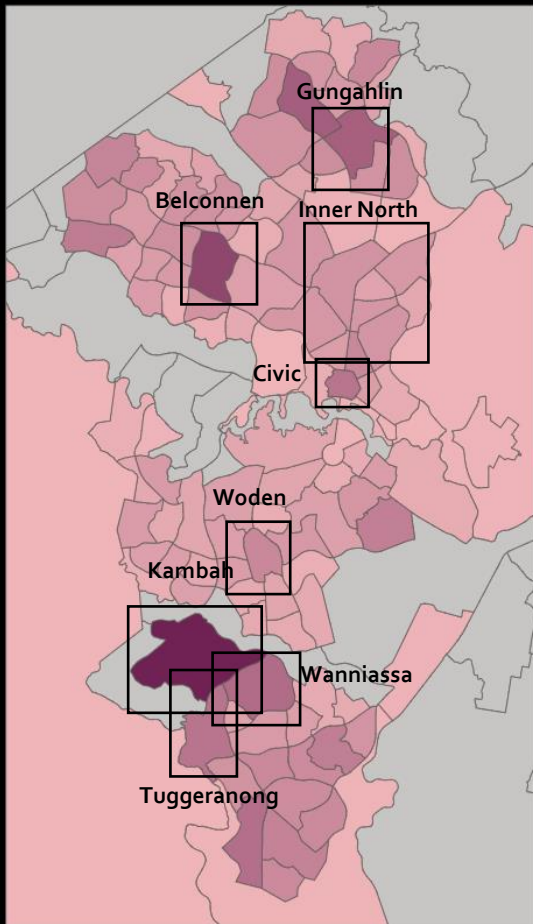 Gungahlin
Belconnen
Inner North
Civic
Woden
Kambah
Wanniassa
Tuggeranong